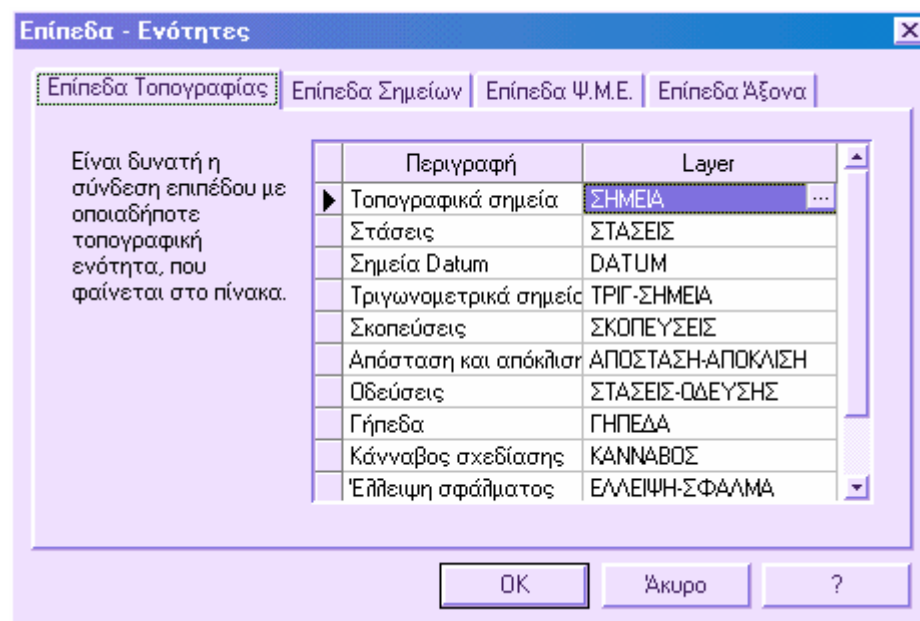 Επίπεδα - Ενότητες
Επίπεδα Τοπογραφίας Επίπεδα Σημείων Επίπεδα Ψ.Μ.Ε. Επίπεδα Άξονα
Είναι δυνατή η
σύνδεση επιπέδου με
οποιαδήποτε
τοπογραφική
ενότητα, που
φαίνεται στο πίνακα.
Περιγραφή Layer
Τοπογραφικά σημεία ΣΗΜΕΙΑ ...
Στάσεις ΣΤΑΣΕΙΣ
Σημεία Datum DATUM
Τριγωνομετρικά σημεία ΤΡΙΓ-ΣΗΜΕΙΑ
Σκοπεύσεις ΣΚΟΠΕΥΣΕΙΣ
Απόσταση και απόκλιση ΑΠΟΣΤΑΣΗ-ΑΠΟΚΛΙΣΗ
Οδεύσεις ΣΤΑΣΕΙΣ-ΟΔΕΥΣΗΣ
Γήπεδα ΓΗΠΕΔΑ
Κάνναβος σχεδίασης ΚΑΝΝΑΒΟΣ
Έλλειψη σφάλματος ΕΛΛΕΙΨΗ-ΣΦΑΛΜΑ
OK Άκυρο ?